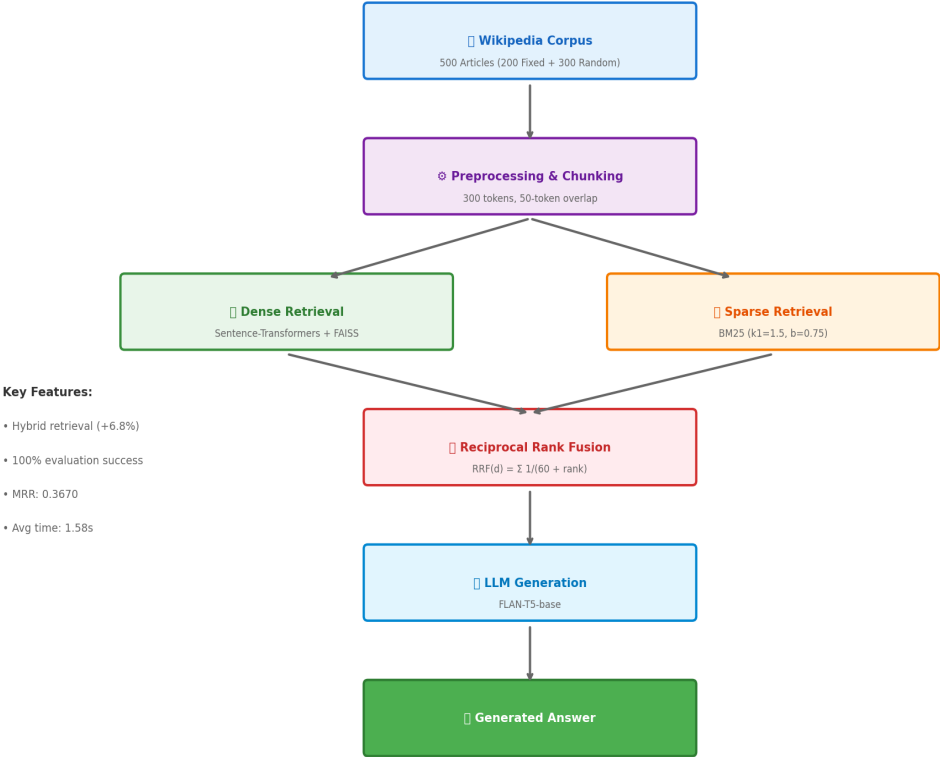 Wikipedia Corpus
500 Articles (200 Fixed + 300 Random)
⚙ Preprocessing & Chunking
300 tokens, 50-token overlap
Dense Retrieval
Sentence-Transformers + FAISS
Sparse Retrieval
BM25 (k1=1.5, b=0.75)
Key Features:
• Hybrid retrieval (+6.8%)
• 100% evaluation success
• MRR: 0.3670
• Avg time: 1.58s
Reciprocal Rank Fusion
RRF(d) = Σ 1/(60 + rank)
LLM Generation
FLAN-T5-base
Generated Answer